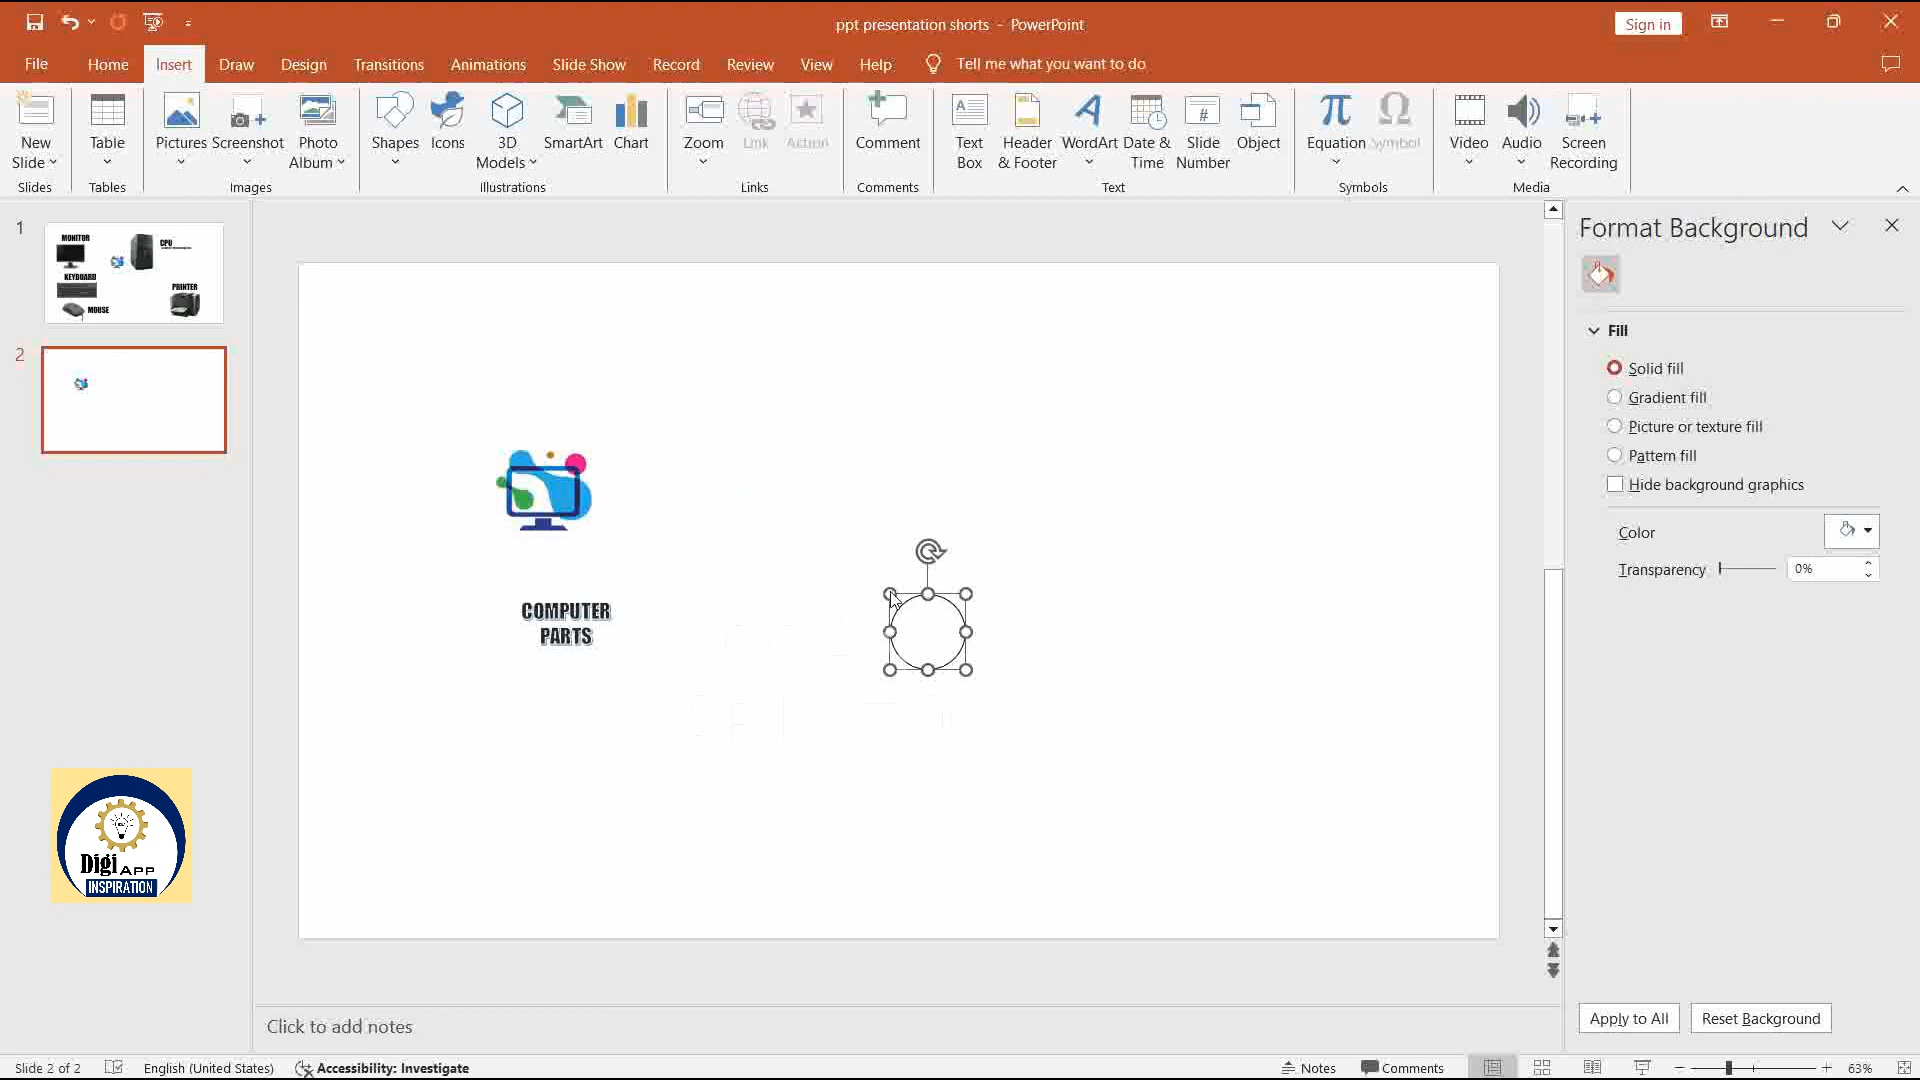 ppt presentation shorts - PowerPoint
Sign in
File Home Insert Draw Design Transitions Animations Slide Show Record Review View Help Tell me what you want to do
New Slide
Table
Pictures
Screenshot
Photo Album
Shapes
Icons
3D Models
SmartArt
Chart
Zoom
Link
Action
Comment
Text Box
Header & Footer
WordArt
Date & Time
Slide Number
Object
Equation
Symbol
Video
Audio
Screen Recording
Slides Tables Images Illustrations Links Comments Text Symbols Media
1
MONITOR
CPU
KEYBOARD
PRINTER
MOUSE
2
COMPUTER
PARTS
Digi APP
INSPIRATION
Format Background
Fill
Solid fill
Gradient fill
Picture or texture fill
Pattern fill
Hide background graphics
Color
Transparency 0%
Apply to All Reset Background
Click to add notes
Slide 2 of 2 English (United States) Accessibility: Investigate Notes Comments 63%